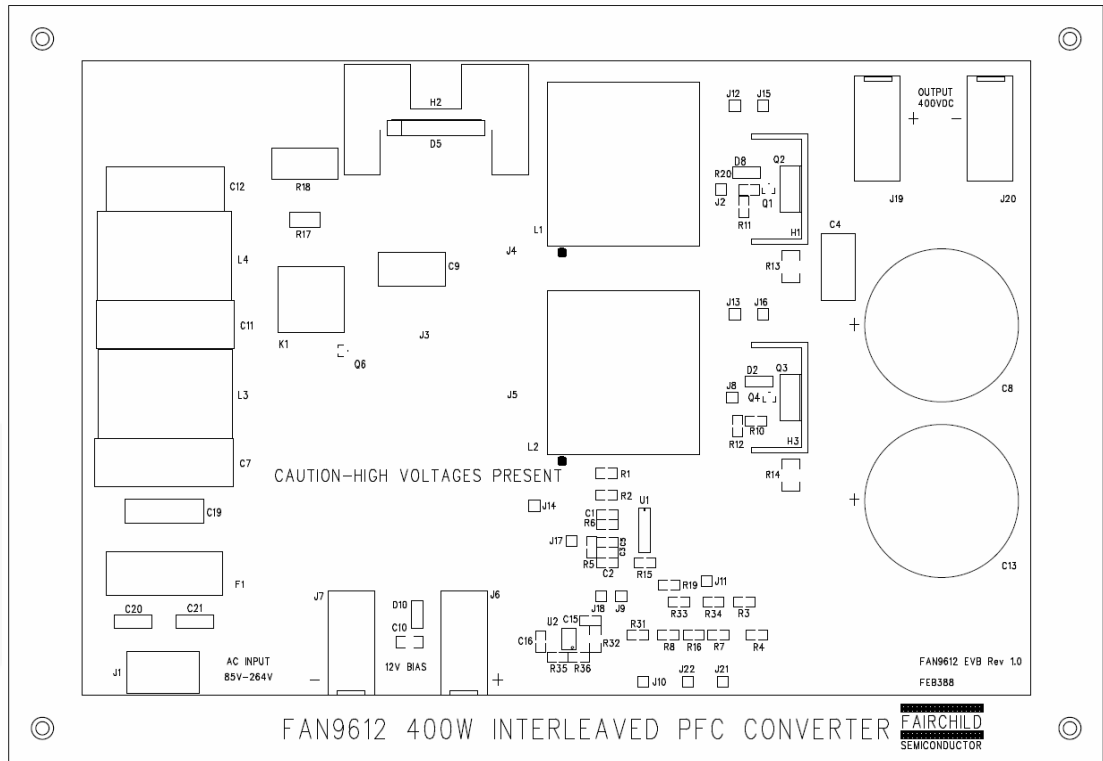 H2
D5
R18
R17
C12
L4
C11
L3
C7
K1
Q6
C9
J4
J3
L1
J12 J15
OUTPUT
400VDC
+ -
J19
J20
D8
Q2
R20
J2
Q1
R11
H1
R13
C4
J13 J16
+
C8
D2
Q3
J8
Q4
R10
R12
H3
R14
J5
L2
+
C13
CAUTION-HIGH VOLTAGES PRESENT
R1
R2
U1
J14
C1
R6
J17
C5
C3
R5
C2
R15
C19
F1
C20
C21
J1
AC INPUT
85V-264V
J7
D10
C10
12V BIAS
J6
- +
J18
J9
R19
J11
R33
R34
R3
U2
C15
C16
R32
R31
R8
R16
R7
R4
R35
R36
J10
J22
J21
FAN9612 EVB Rev 1.0
FEB388
FAN9612 400W INTERLEAVED PFC CONVERTER
FAIRCHILD
SEMICONDUCTOR